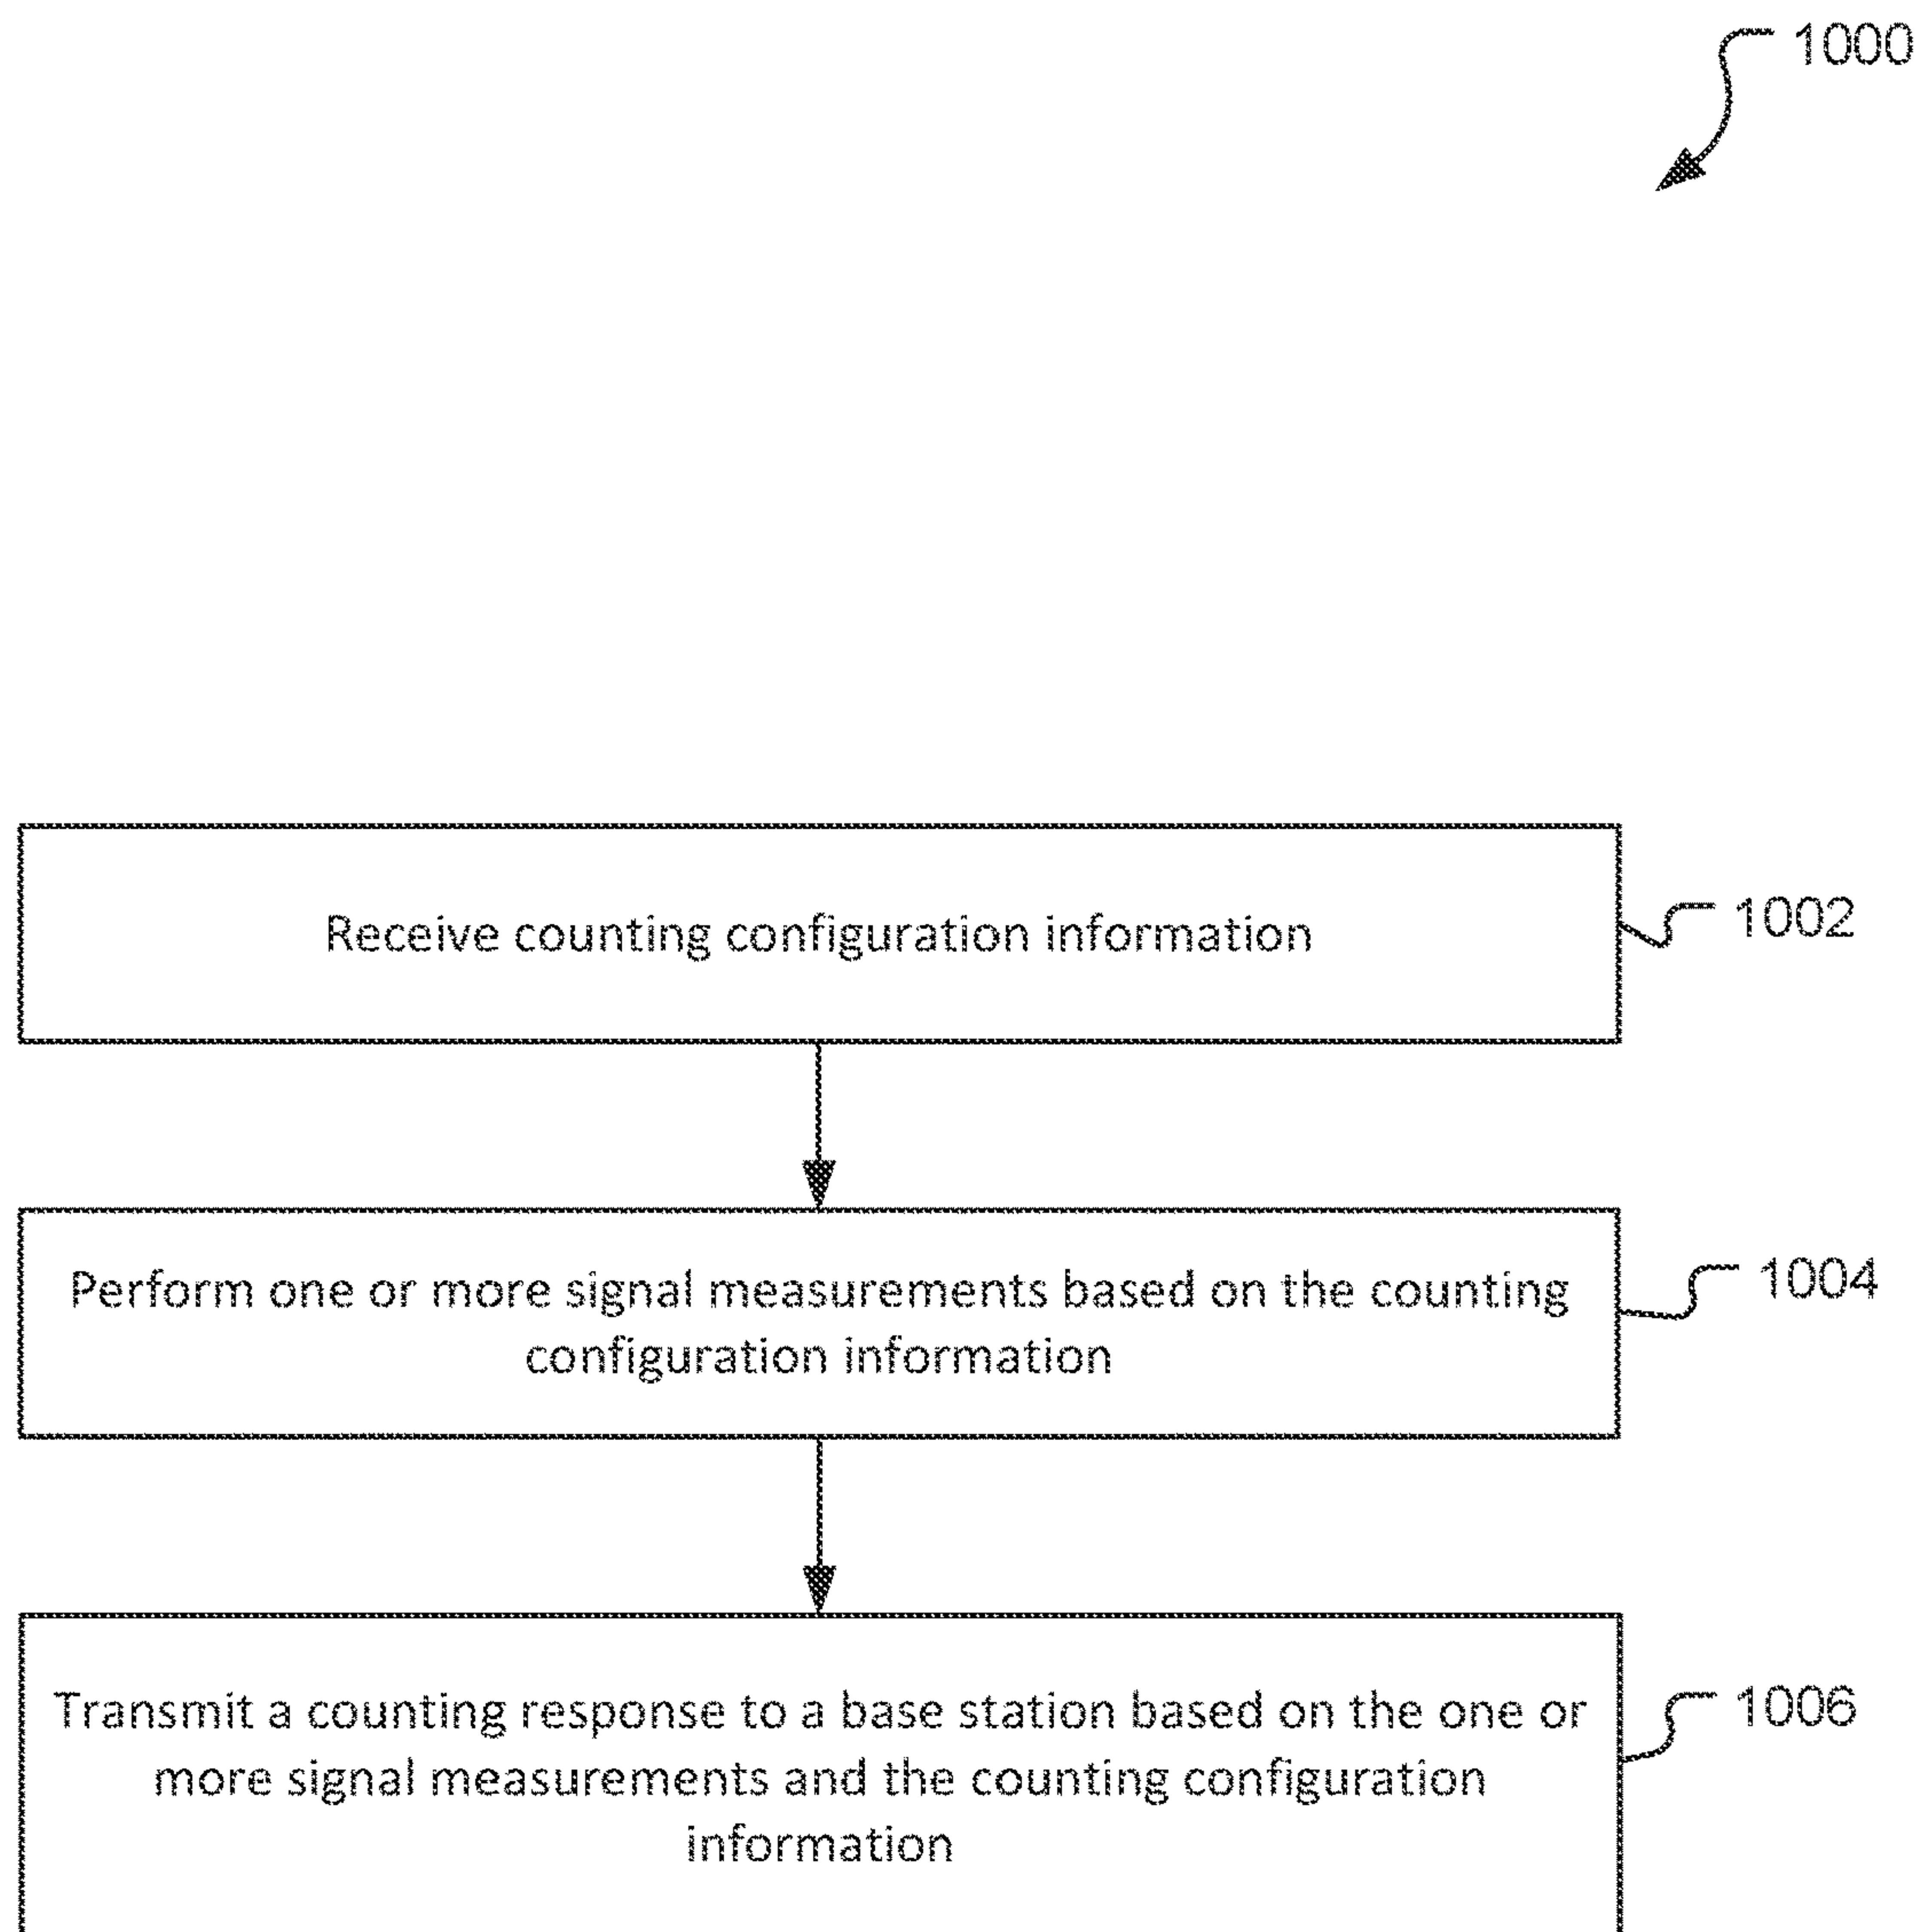 1000
Receive counting configuration information
1002
Perform one or more signal measurements based on the counting
configuration information
1004
Transmit a counting response to a base station based on the one or
more signal measurements and the counting configuration
information
1006